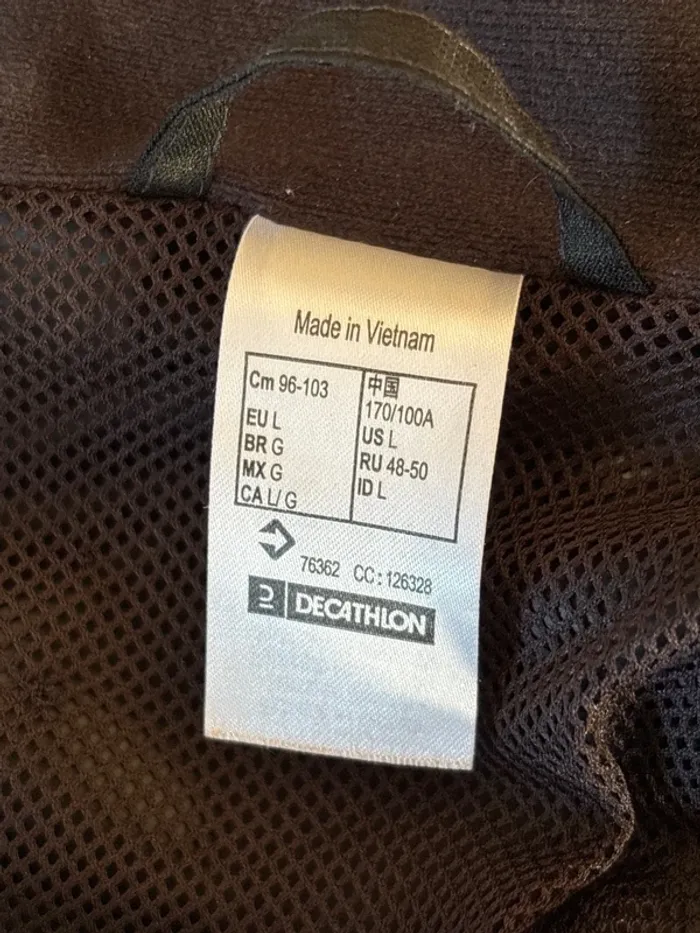 Made in Vietnam
Cm 96-103
EU L
BR G
MX G
CA L/ G
中国
170/100A
US L
RU 48-50
ID L
76362 CC: 126328
DECATHLON